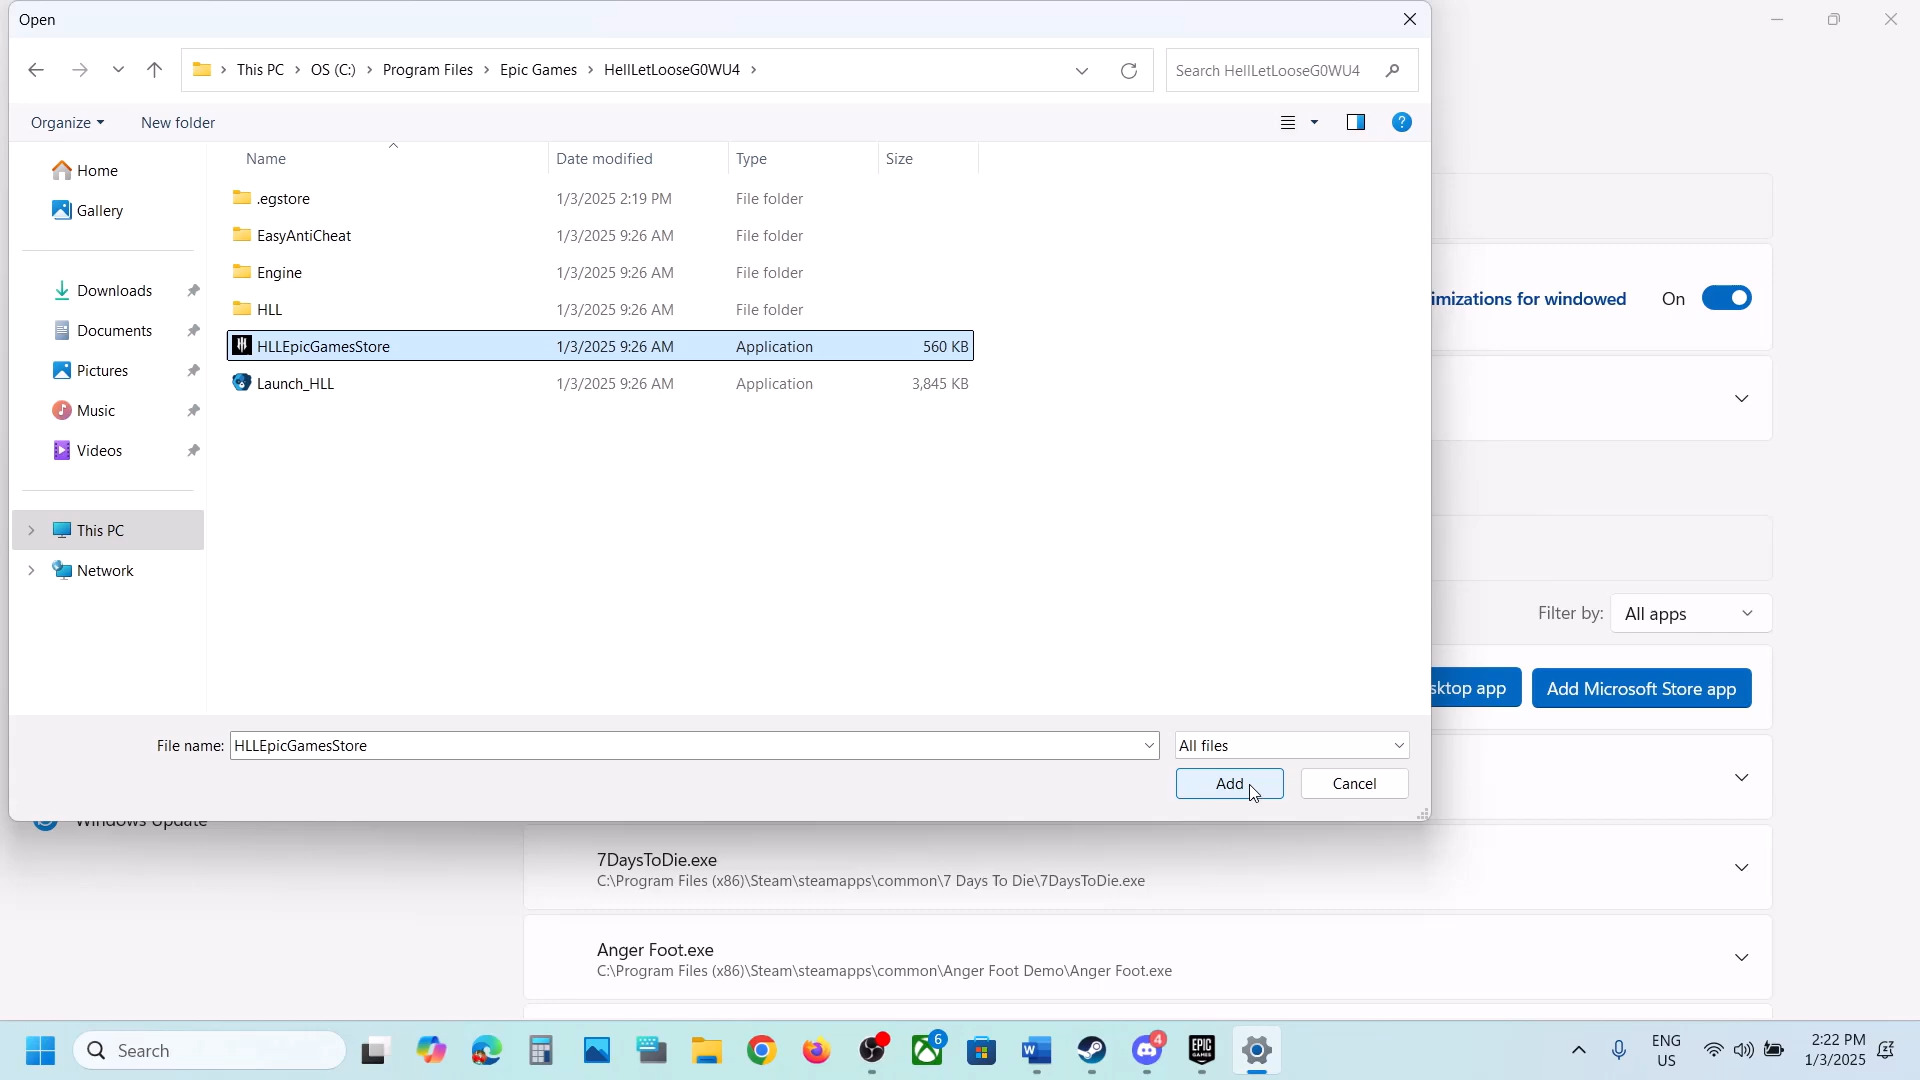 Open
This PC > OS (C:) > Program Files > Epic Games > HellLetLooseG0WU4 >
Search HellLetLooseG0WU4
Organize
New folder
Name
Date modified
Type
Size
Home
Gallery
Downloads
Documents
Pictures
Music
Videos
This PC
Network
.egstore 1/3/2025 2:19 PM File folder
EasyAntiCheat 1/3/2025 9:26 AM File folder
Engine 1/3/2025 9:26 AM File folder
HLL 1/3/2025 9:26 AM File folder
HLLEpicGamesStore 1/3/2025 9:26 AM Application 560 KB
Launch_HLL 1/3/2025 9:26 AM Application 3,845 KB
File name: HLLEpicGamesStore
All files
Add
Cancel
imizations for windowed
On
Filter by: All apps
sktop app
Add Microsoft Store app
Windows Update
7DaysToDie.exe
C:\Program Files (x86)\Steam\steamapps\common\7 Days To Die\7DaysToDie.exe
Anger Foot.exe
C:\Program Files (x86)\Steam\steamapps\common\Anger Foot Demo\Anger Foot.exe
Search
6
4
EPIC
GAMES
ENG
US
2:22 PM
1/3/2025